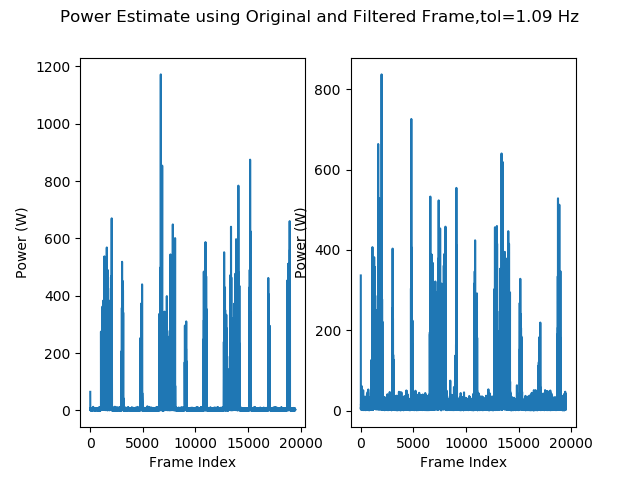 Power Estimate using Original and Filtered Frame,tol=1.09 Hz
Power (W)
1200
1000
800
600
400
200
0
0 5000 10000 15000 20000
Frame Index
Power (W)
800
600
400
200
0
0 5000 10000 15000 20000
Frame Index